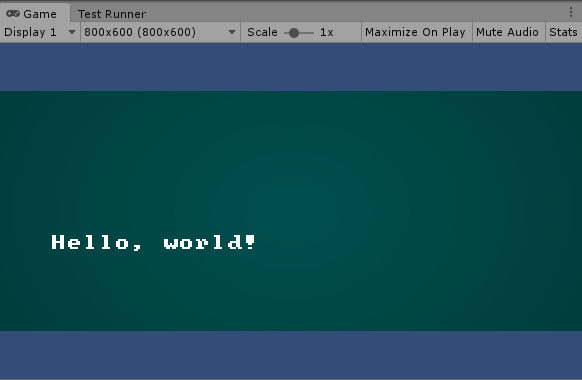 Game Test Runner
Display 1 800x600 (800x600) Scale 1x Maximize On Play Mute Audio Stats
Hello, world!